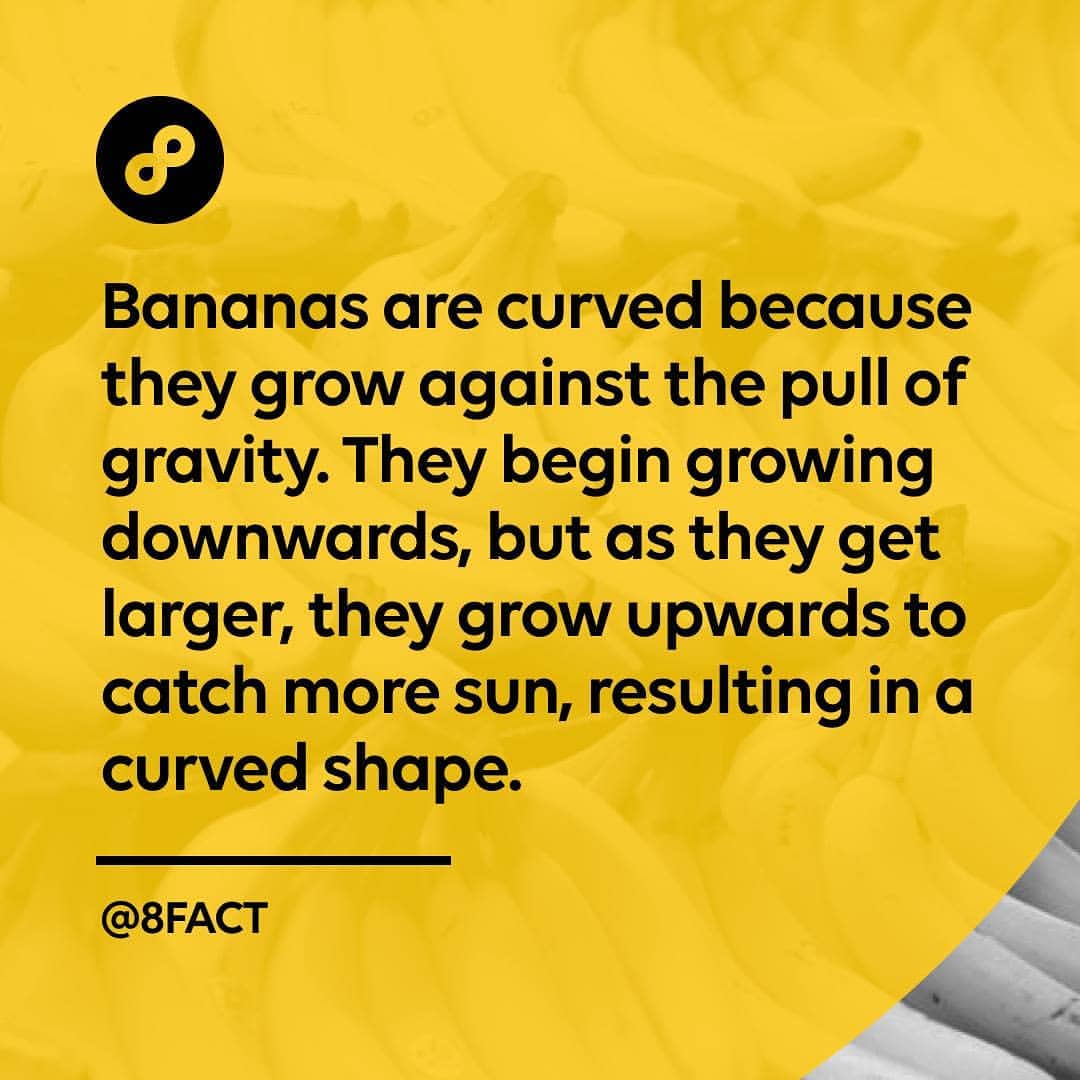 Bananas are curved because
they grow against the pull of
gravity. They begin growing
downwards, but as they get
larger, they grow upwards to
catch more sun, resulting in a
curved shape.
@8FACT